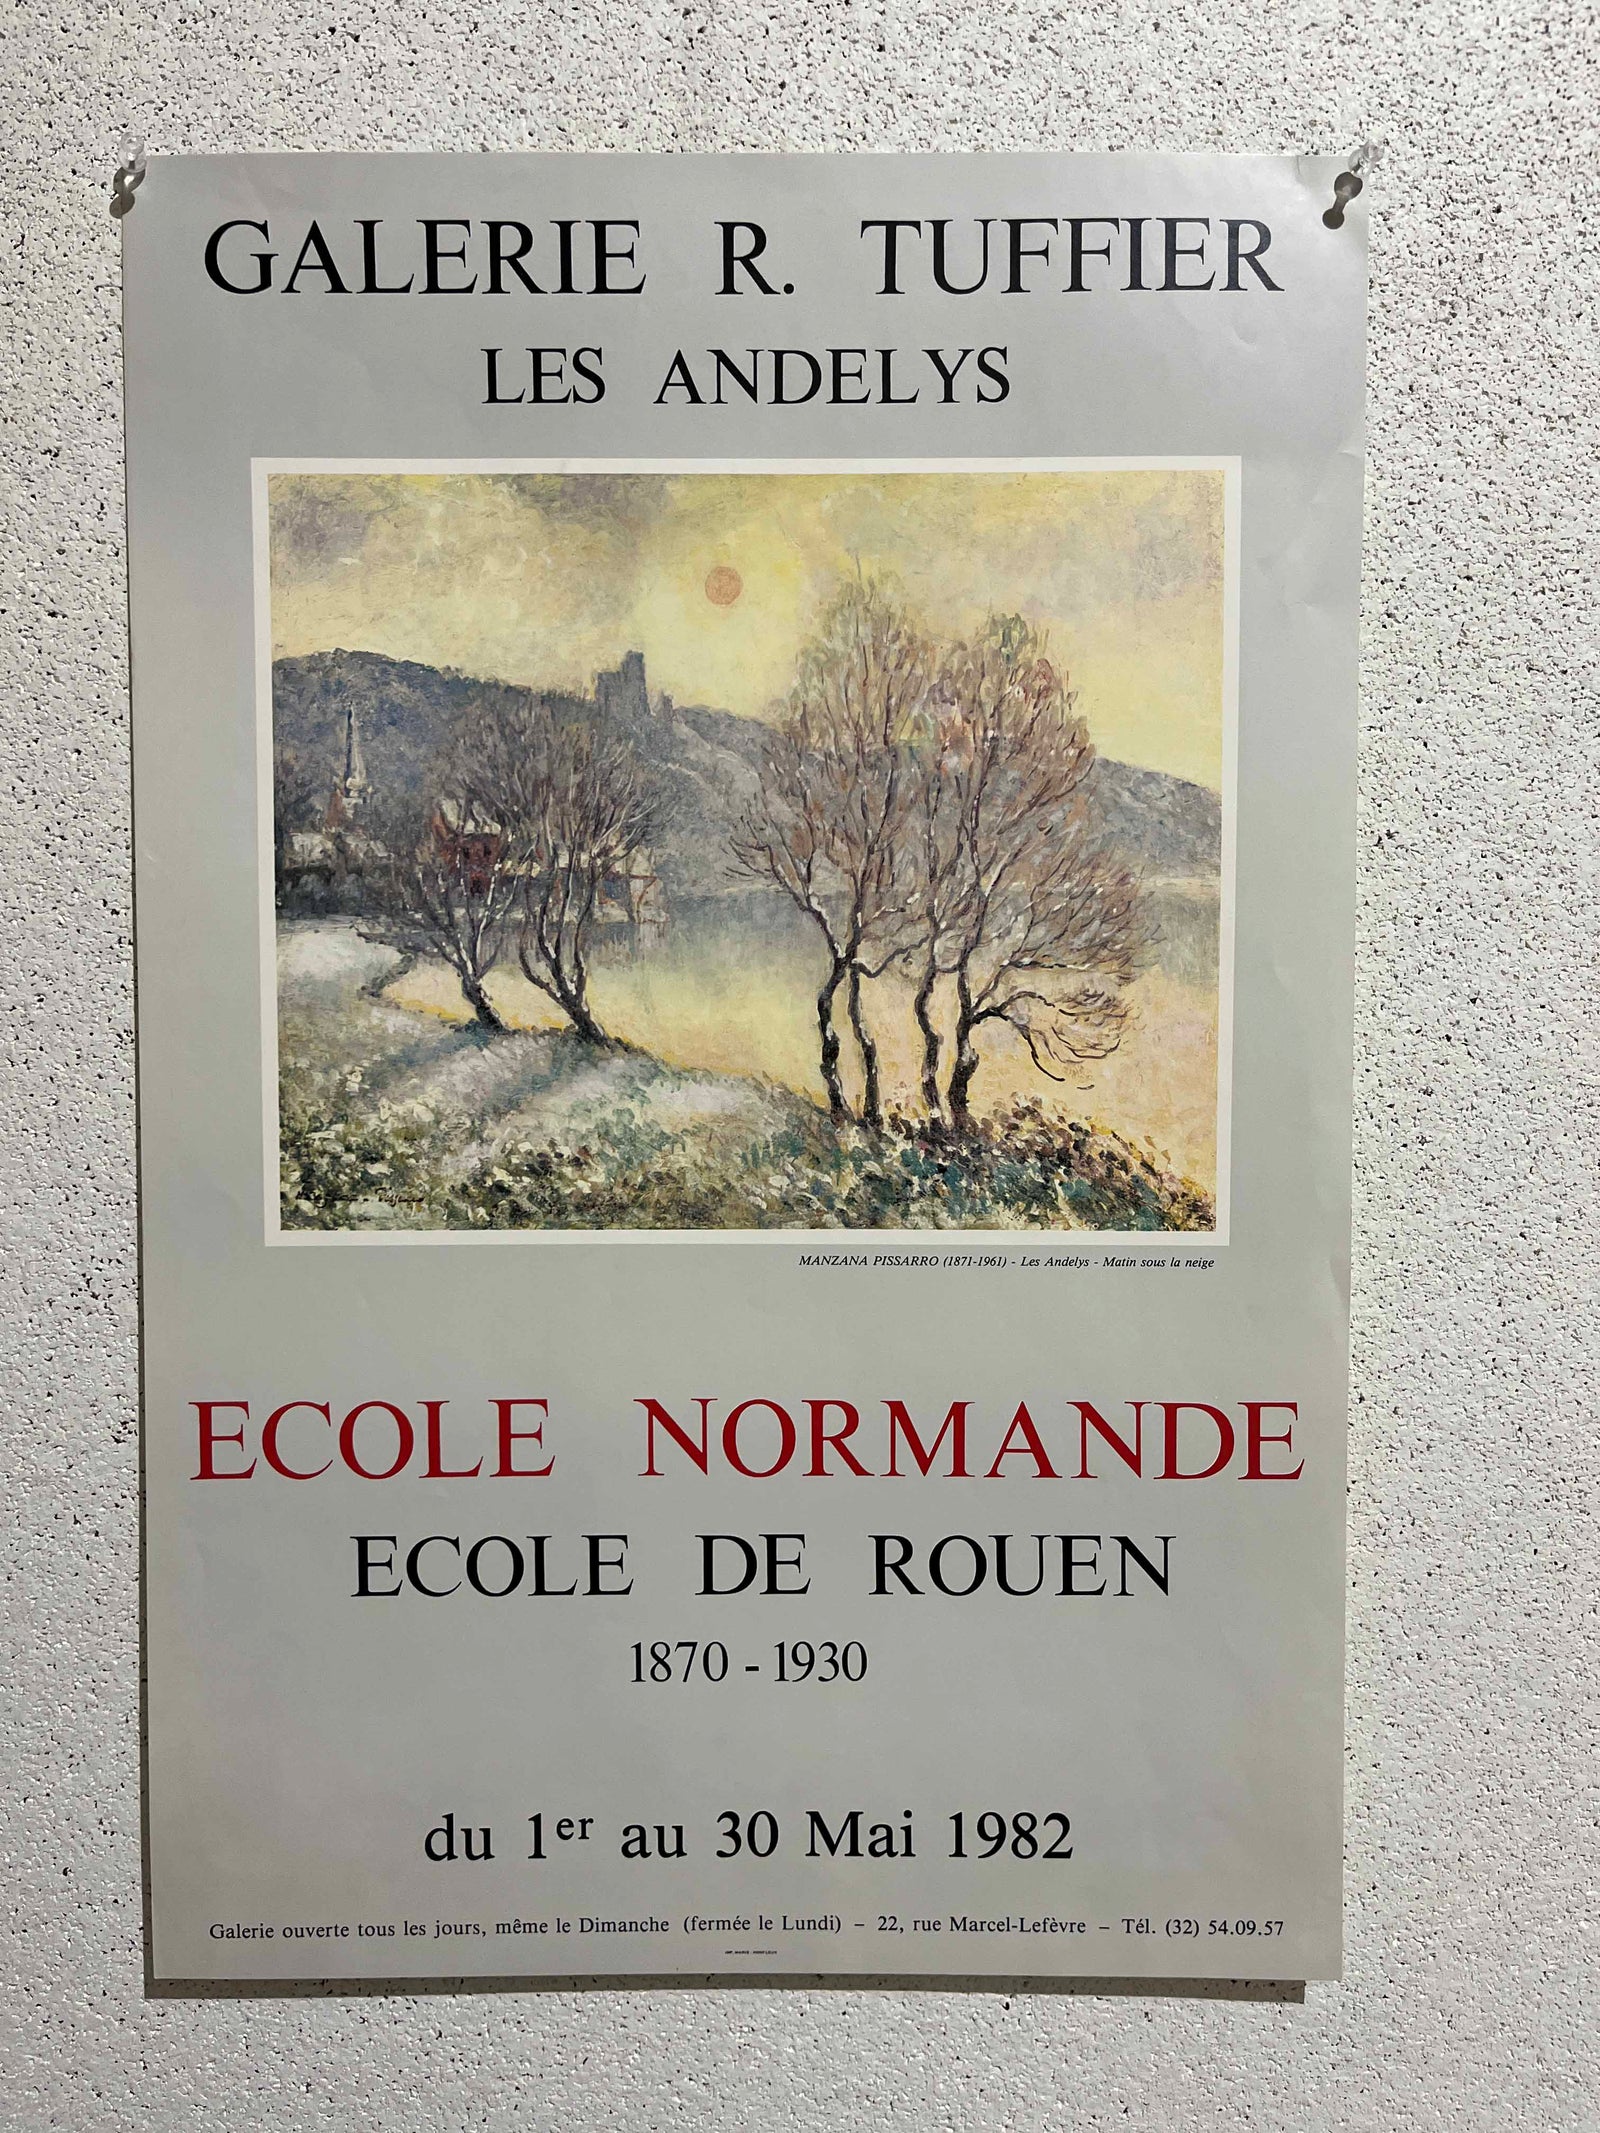 GALERIE R. TUFFIER
LES ANDELYS
MANZANA PISSARRO (1871-1961) - Les Andelys - Matin sous la neige
ECOLE NORMANDE
ECOLE DE ROUEN
1870 - 1930
du 1er au 30 Mai 1982
Galerie ouverte tous les jours, même le Dimanche (fermée le Lundi) – 22, rue Marcel-Lefèvre – Tél. (32) 54.09.57